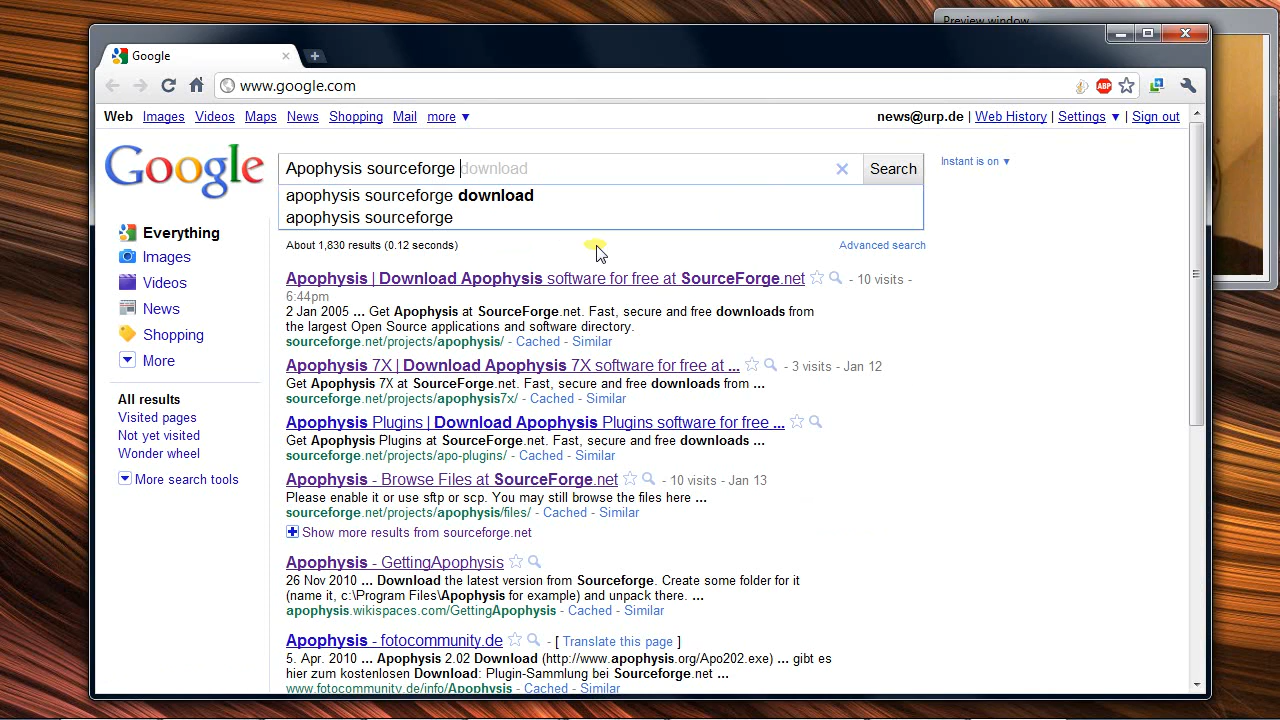 Preview window
Google
www.google.com
ABP
Web Images Videos Maps News Shopping Mail more ▼ news@urp.de | Web History | Settings ▼ | Sign out
Google
Apophysis sourceforge download
Search
Instant is on ▼
apophysis sourceforge download
apophysis sourceforge
About 1,830 results (0.12 seconds)
Advanced search
Everything
Images
Videos
News
Shopping
More
All results
Visited pages
Not yet visited
Wonder wheel
More search tools
Apophysis | Download Apophysis software for free at SourceForge.net - 10 visits -
6:44pm
2 Jan 2005 ... Get Apophysis at SourceForge.net. Fast, secure and free downloads from
the largest Open Source applications and software directory.
sourceforge.net/projects/apophysis/ - Cached - Similar
Apophysis 7X | Download Apophysis 7X software for free at ... - 3 visits - Jan 12
Get Apophysis 7X at SourceForge.net. Fast, secure and free downloads from ...
sourceforge.net/projects/apophysis7x/ - Cached - Similar
Apophysis Plugins | Download Apophysis Plugins software for free ...
Get Apophysis Plugins at SourceForge.net. Fast, secure and free downloads ...
sourceforge.net/projects/apo-plugins/ - Cached - Similar
Apophysis - Browse Files at SourceForge.net - 10 visits - Jan 13
Please enable it or use sftp or scp. You may still browse the files here ...
sourceforge.net/projects/apophysis/files/ - Cached - Similar
Show more results from sourceforge.net
Apophysis - GettingApophysis
26 Nov 2010 ... Download the latest version from Sourceforge. Create some folder for it
(name it, c:\Program Files\Apophysis for example) and unpack there. ...
apophysis.wikispaces.com/GettingApophysis - Cached - Similar
Apophysis - fotocommunity.de - [ Translate this page ]
5. Apr. 2010 ... Apophysis 2.02 Download (http://www.apophysis.org/Apo202.exe) ... gibt es
hier zum kostenlosen Download: Plugin-Sammlung bei Sourceforge.net ...
www.fotocommunity.de/info/Apophysis - Cached - Similar